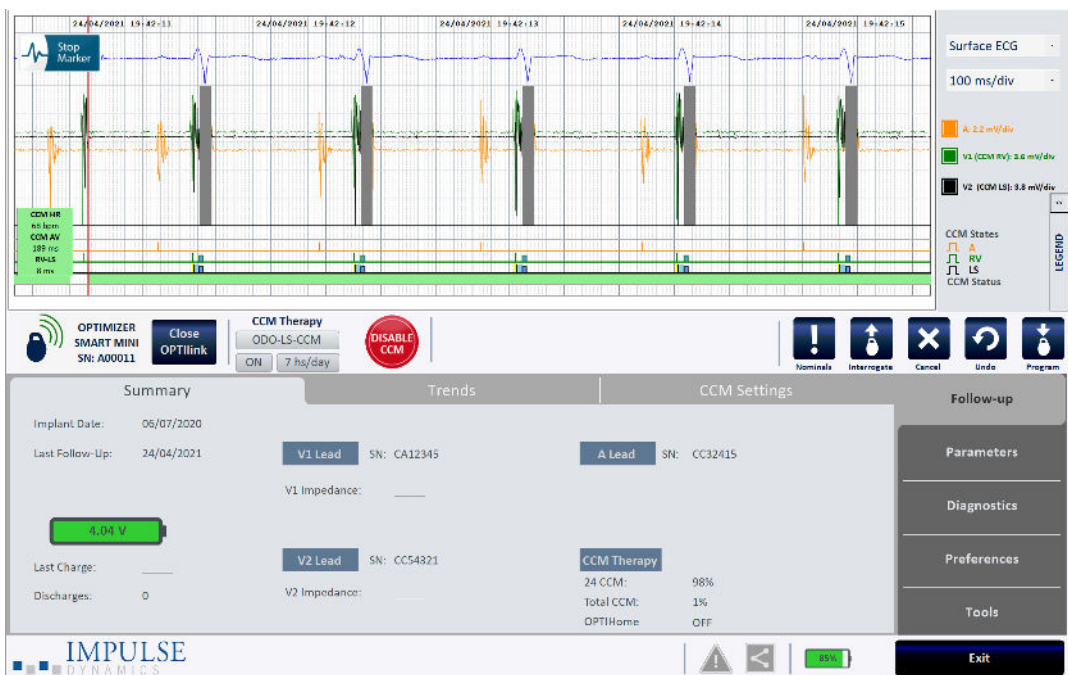 24/04/2021 19:42:11 24/04/2021 19:42:12 24/04/2021 19:42:13 24/04/2021 19:42:14 24/04/2021 19:42:15
Stop
Marker
Surface ECG
100 ms/div
A: 2.2 mV/div
V1 (CCM RV): 3.6 mV/div
V2 (CCM LS): 3.8 mV/div
CCM HR
68 bpm
CCM AV
189 ms
RV-LS
8 ms
CCM States
A
RV
LS
CCM Status
LEGEND
OPTIMIZER
SMART MINI
SN: A00011
Close
OPTIlink
CCM Therapy
ODO-LS-CCM
ON 7 hs/day
DISABLE
CCM
Nominals Interrogate Cancel Undo Program
Summary Trends CCM Settings Follow-up
Implant Date: 06/07/2020
Last Follow-Up: 24/04/2021 V1 Lead SN: CA12345 A Lead SN: CC32415 Parameters
V1 Impedance:
Diagnostics
4.04 V
V2 Lead SN: CC54321 CCM Therapy Preferences
Last Charge:
24 CCM: 98%
Discharges: 0 V2 Impedance: Total CCM: 1%
Tools
OPTIHome OFF
IMPULSE
DYNAMICS
85%
Exit